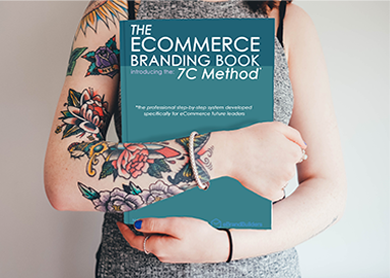 THE
ECOMMERCE
BRANDING BOOK
introducing the: 7C Method*
*the professional step-by-step system developed
specifically for eCommerce future leaders